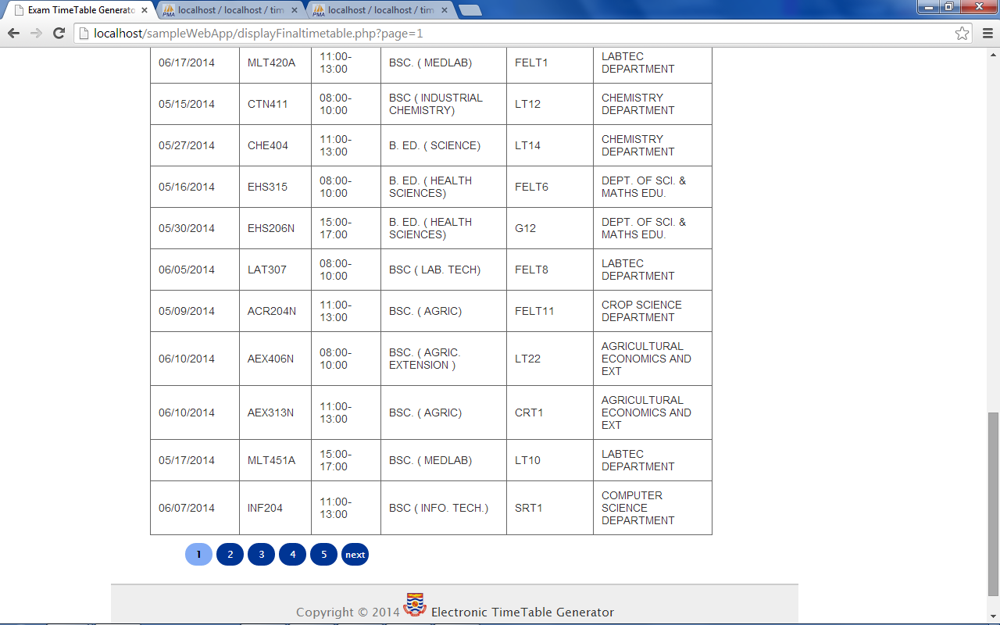 Exam TimeTable Generato
localhost / localhost / tim
localhost / localhost / tim
localhost/sampleWebApp/displayFinaltimetable.php?page=1
06/17/2014 MLT420A 11:00-13:00 BSC. ( MEDLAB) FELT1 LABTEC DEPARTMENT
05/15/2014 CTN411 08:00-10:00 BSC ( INDUSTRIAL CHEMISTRY) LT12 CHEMISTRY DEPARTMENT
05/27/2014 CHE404 11:00-13:00 B. ED. ( SCIENCE) LT14 CHEMISTRY DEPARTMENT
05/16/2014 EHS315 08:00-10:00 B. ED. ( HEALTH SCIENCES) FELT6 DEPT. OF SCI. & MATHS EDU.
05/30/2014 EHS206N 15:00-17:00 B. ED. ( HEALTH SCIENCES) G12 DEPT. OF SCI. & MATHS EDU.
06/05/2014 LAT307 08:00-10:00 BSC ( LAB. TECH) FELT8 LABTEC DEPARTMENT
05/09/2014 ACR204N 11:00-13:00 BSC. ( AGRIC) FELT11 CROP SCIENCE DEPARTMENT
06/10/2014 AEX406N 08:00-10:00 BSC. ( AGRIC. EXTENSION ) LT22 AGRICULTURAL ECONOMICS AND EXT
06/10/2014 AEX313N 11:00-13:00 BSC. ( AGRIC) CRT1 AGRICULTURAL ECONOMICS AND EXT
05/17/2014 MLT451A 15:00-17:00 BSC. ( MEDLAB) LT10 LABTEC DEPARTMENT
06/07/2014 INF204 11:00-13:00 BSC ( INFO. TECH.) SRT1 COMPUTER SCIENCE DEPARTMENT
1 2 3 4 5 next
Copyright © 2014 Electronic TimeTable Generator